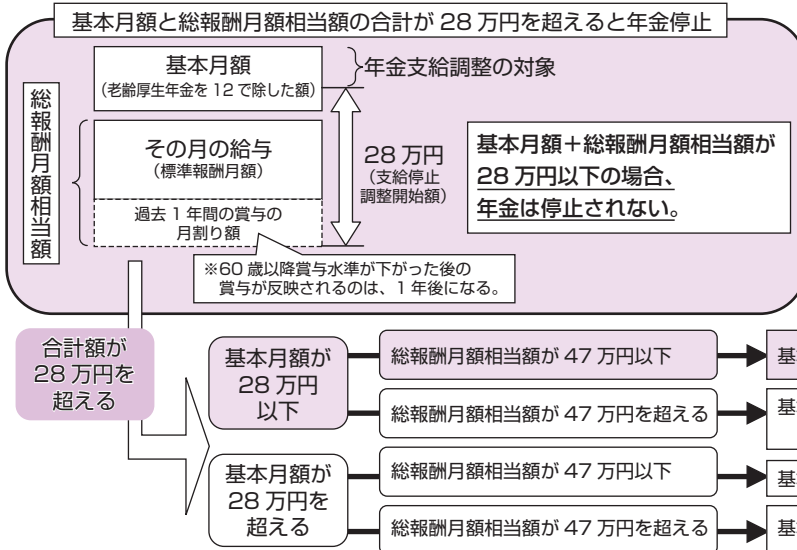 基本月額と総報酬月額相当額の合計が 28 万円を超えると年金停止
基本月額
(老齢厚生年金を 12 で除した額)
年金支給調整の対象
総報酬月額相当額
その月の給与
(標準報酬月額)
過去 1 年間の賞与の
月割り額
28 万円
(支給停止
調整開始額)
基本月額＋総報酬月額相当額が
28 万円以下の場合、
年金は停止されない。
※60 歳以降賞与水準が下がった後の
賞与が反映されるのは、1 年後になる。
合計額が
28 万円を
超える
基本月額が
28 万円
以下
総報酬月額相当額が 47 万円以下
基
総報酬月額相当額が 47 万円を超える
基
基本月額が
28 万円を
超える
総報酬月額相当額が 47 万円以下
基
総報酬月額相当額が 47 万円を超える
基